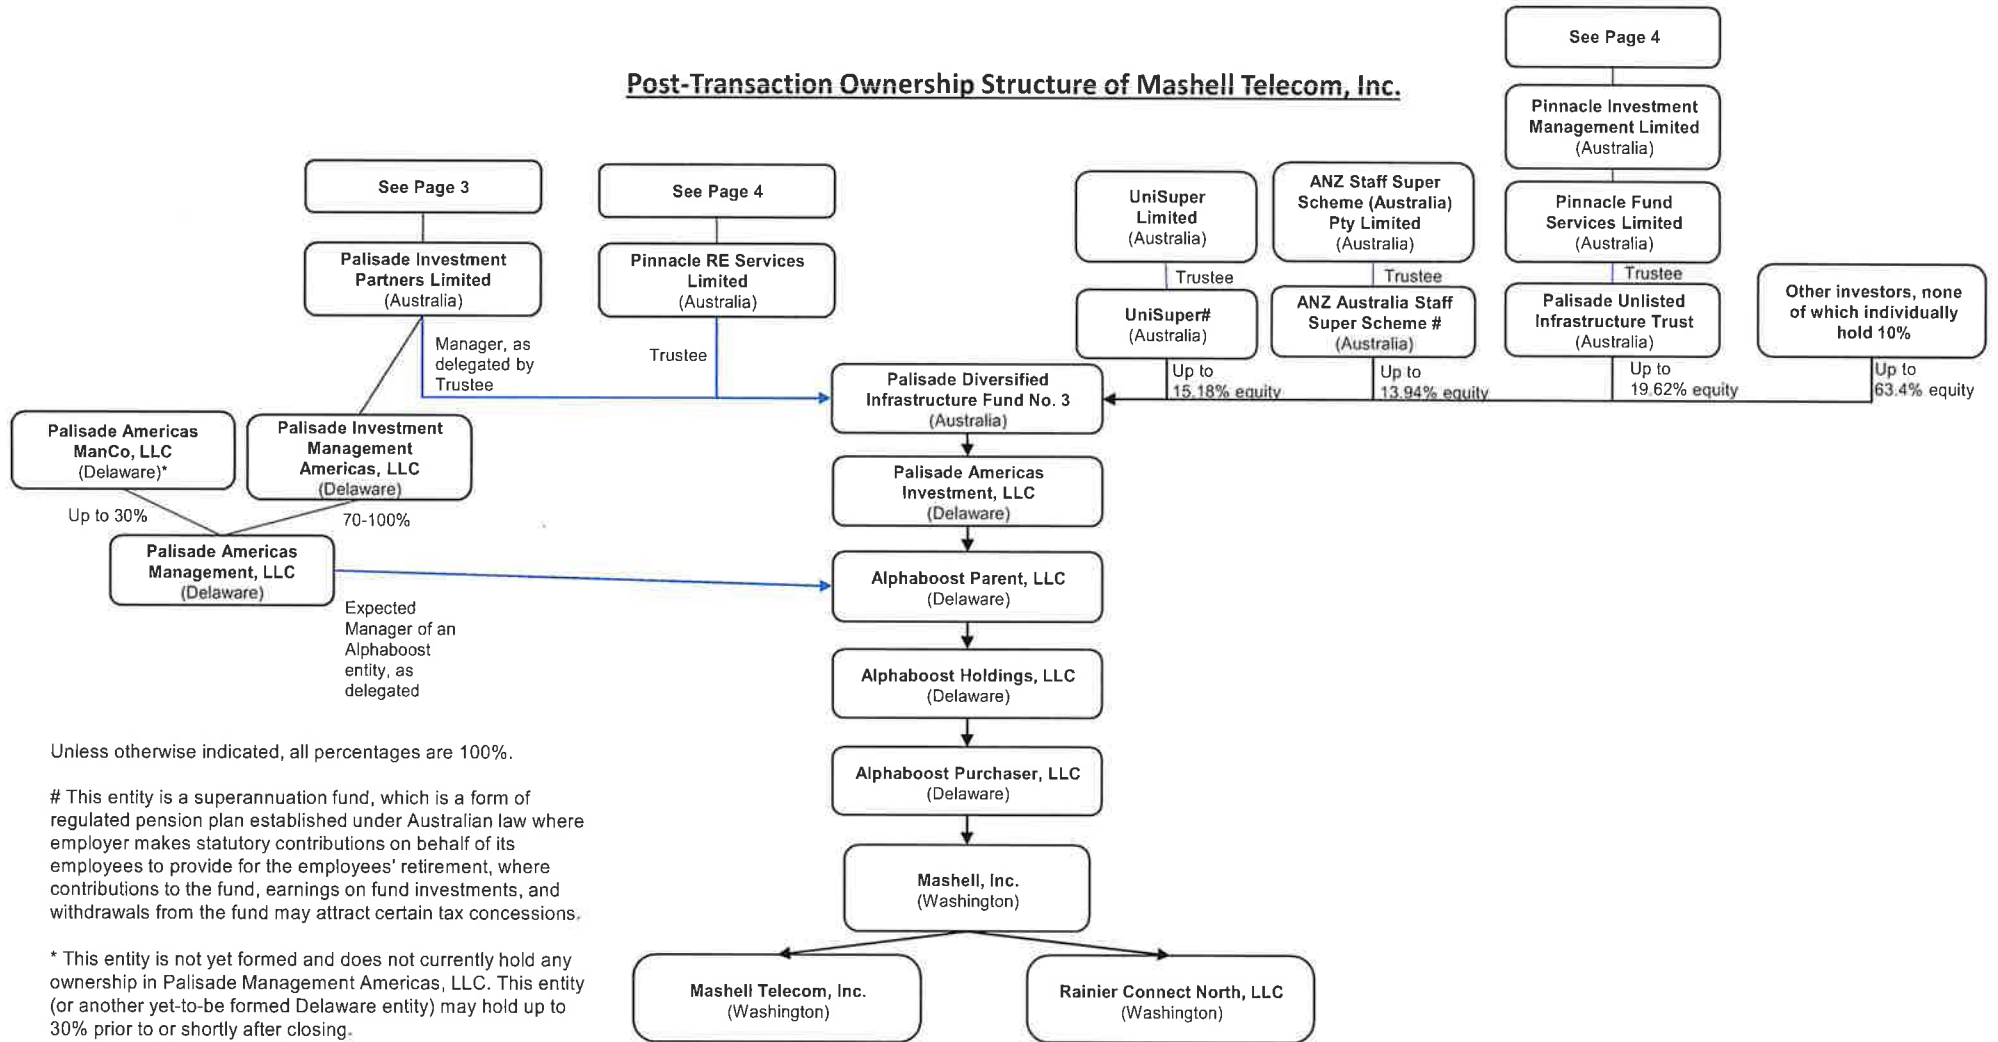 See Page 4
Post-Transaction Ownership Structure of Mashell Telecom, Inc.
Pinnacle Investment
Management Limited
(Australia)
See Page 3
See Page 4
UniSuper
Limited
(Australia)
ANZ Staff Super
Scheme (Australia)
Pty Limited
(Australia)
Pinnacle Fund
Services Limited
(Australia)
Palisade Investment
Partners Limited
(Australia)
Pinnacle RE Services
Limited
(Australia)
Trustee
Trustee
Trustee
UniSuper#
(Australia)
ANZ Australia Staff
Super Scheme #
(Australia)
Palisade Unlisted
Infrastructure Trust
(Australia)
Other investors, none
of which individually
hold 10%
Manager, as
delegated by
Trustee
Trustee
Up to
15.18% equity
Up to
13.94% equity
Up to
19.62% equity
Up to
63.4% equity
Palisade Diversified
Infrastructure Fund No. 3
(Australia)
Palisade Americas
ManCo, LLC
(Delaware)*
Palisade Investment
Management
Americas, LLC
(Delaware)
Palisade Americas
Investment, LLC
(Delaware)
Up to 30%
70-100%
Palisade Americas
Management, LLC
(Delaware)
Alphaboost Parent, LLC
(Delaware)
Expected
Manager of an
Alphaboost
entity, as
delegated
Alphaboost Holdings, LLC
(Delaware)
Alphaboost Purchaser, LLC
(Delaware)
Mashell, Inc.
(Washington)
Mashell Telecom, Inc.
(Washington)
Rainier Connect North, LLC
(Washington)
Unless otherwise indicated, all percentages are 100%.
# This entity is a superannuation fund, which is a form of
regulated pension plan established under Australian law where
employer makes statutory contributions on behalf of its
employees to provide for the employees' retirement, where
contributions to the fund, earnings on fund investments, and
withdrawals from the fund may attract certain tax concessions.
* This entity is not yet formed and does not currently hold any
ownership in Palisade Management Americas, LLC. This entity
(or another yet-to-be formed Delaware entity) may hold up to
30% prior to or shortly after closing.